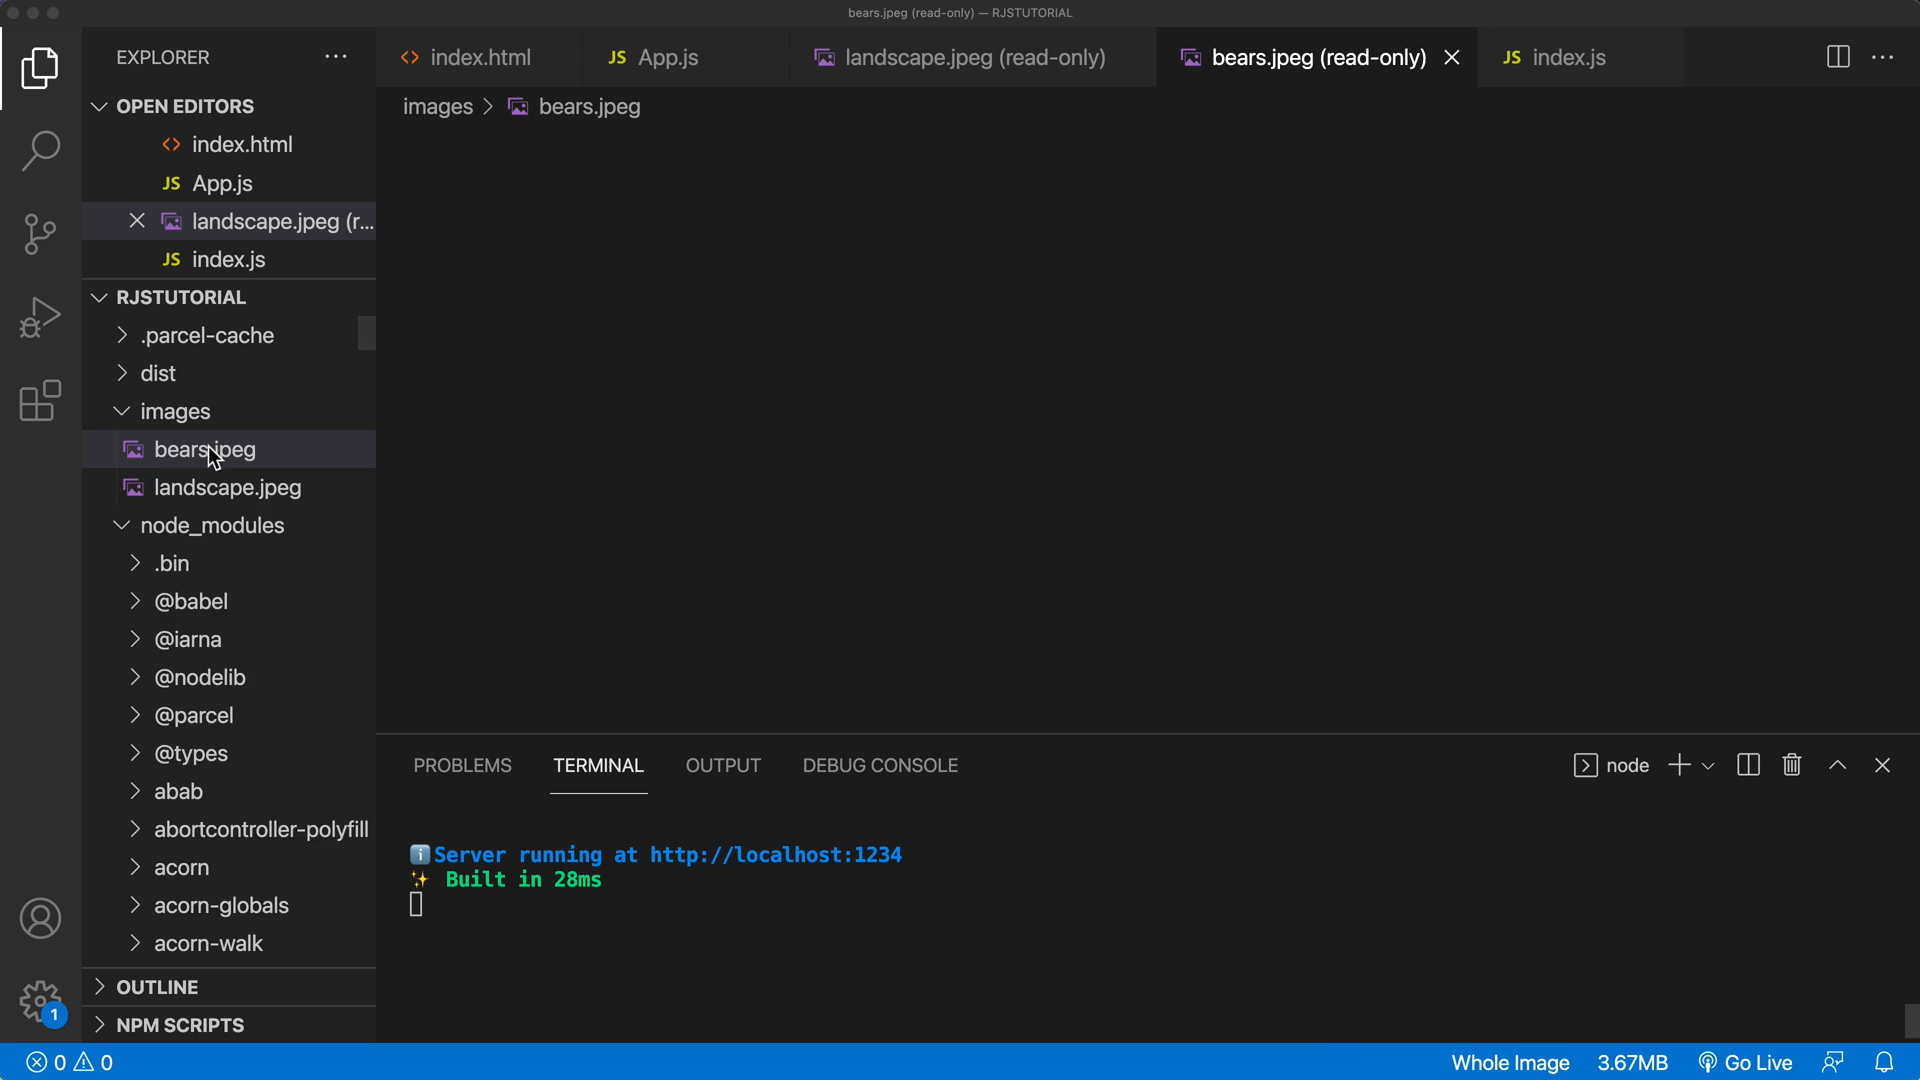 bears.jpeg (read-only) — RJSTUTORIAL
EXPLORER
index.html
JS App.js
landscape.jpeg (read-only)
bears.jpeg (read-only)
JS index.js
images > bears.jpeg
OPEN EDITORS
index.html
JS App.js
landscape.jpeg (r...
JS index.js
RJSTUTORIAL
.parcel-cache
dist
images
bears.jpeg
landscape.jpeg
node_modules
.bin
@babel
@iarna
@nodelib
@parcel
@types
abab
abortcontroller-polyfill
acorn
acorn-globals
acorn-walk
OUTLINE
NPM SCRIPTS
PROBLEMS TERMINAL OUTPUT DEBUG CONSOLE
node
Server running at http://localhost:1234
✨ Built in 28ms
1
0 0
Whole Image 3.67MB Go Live